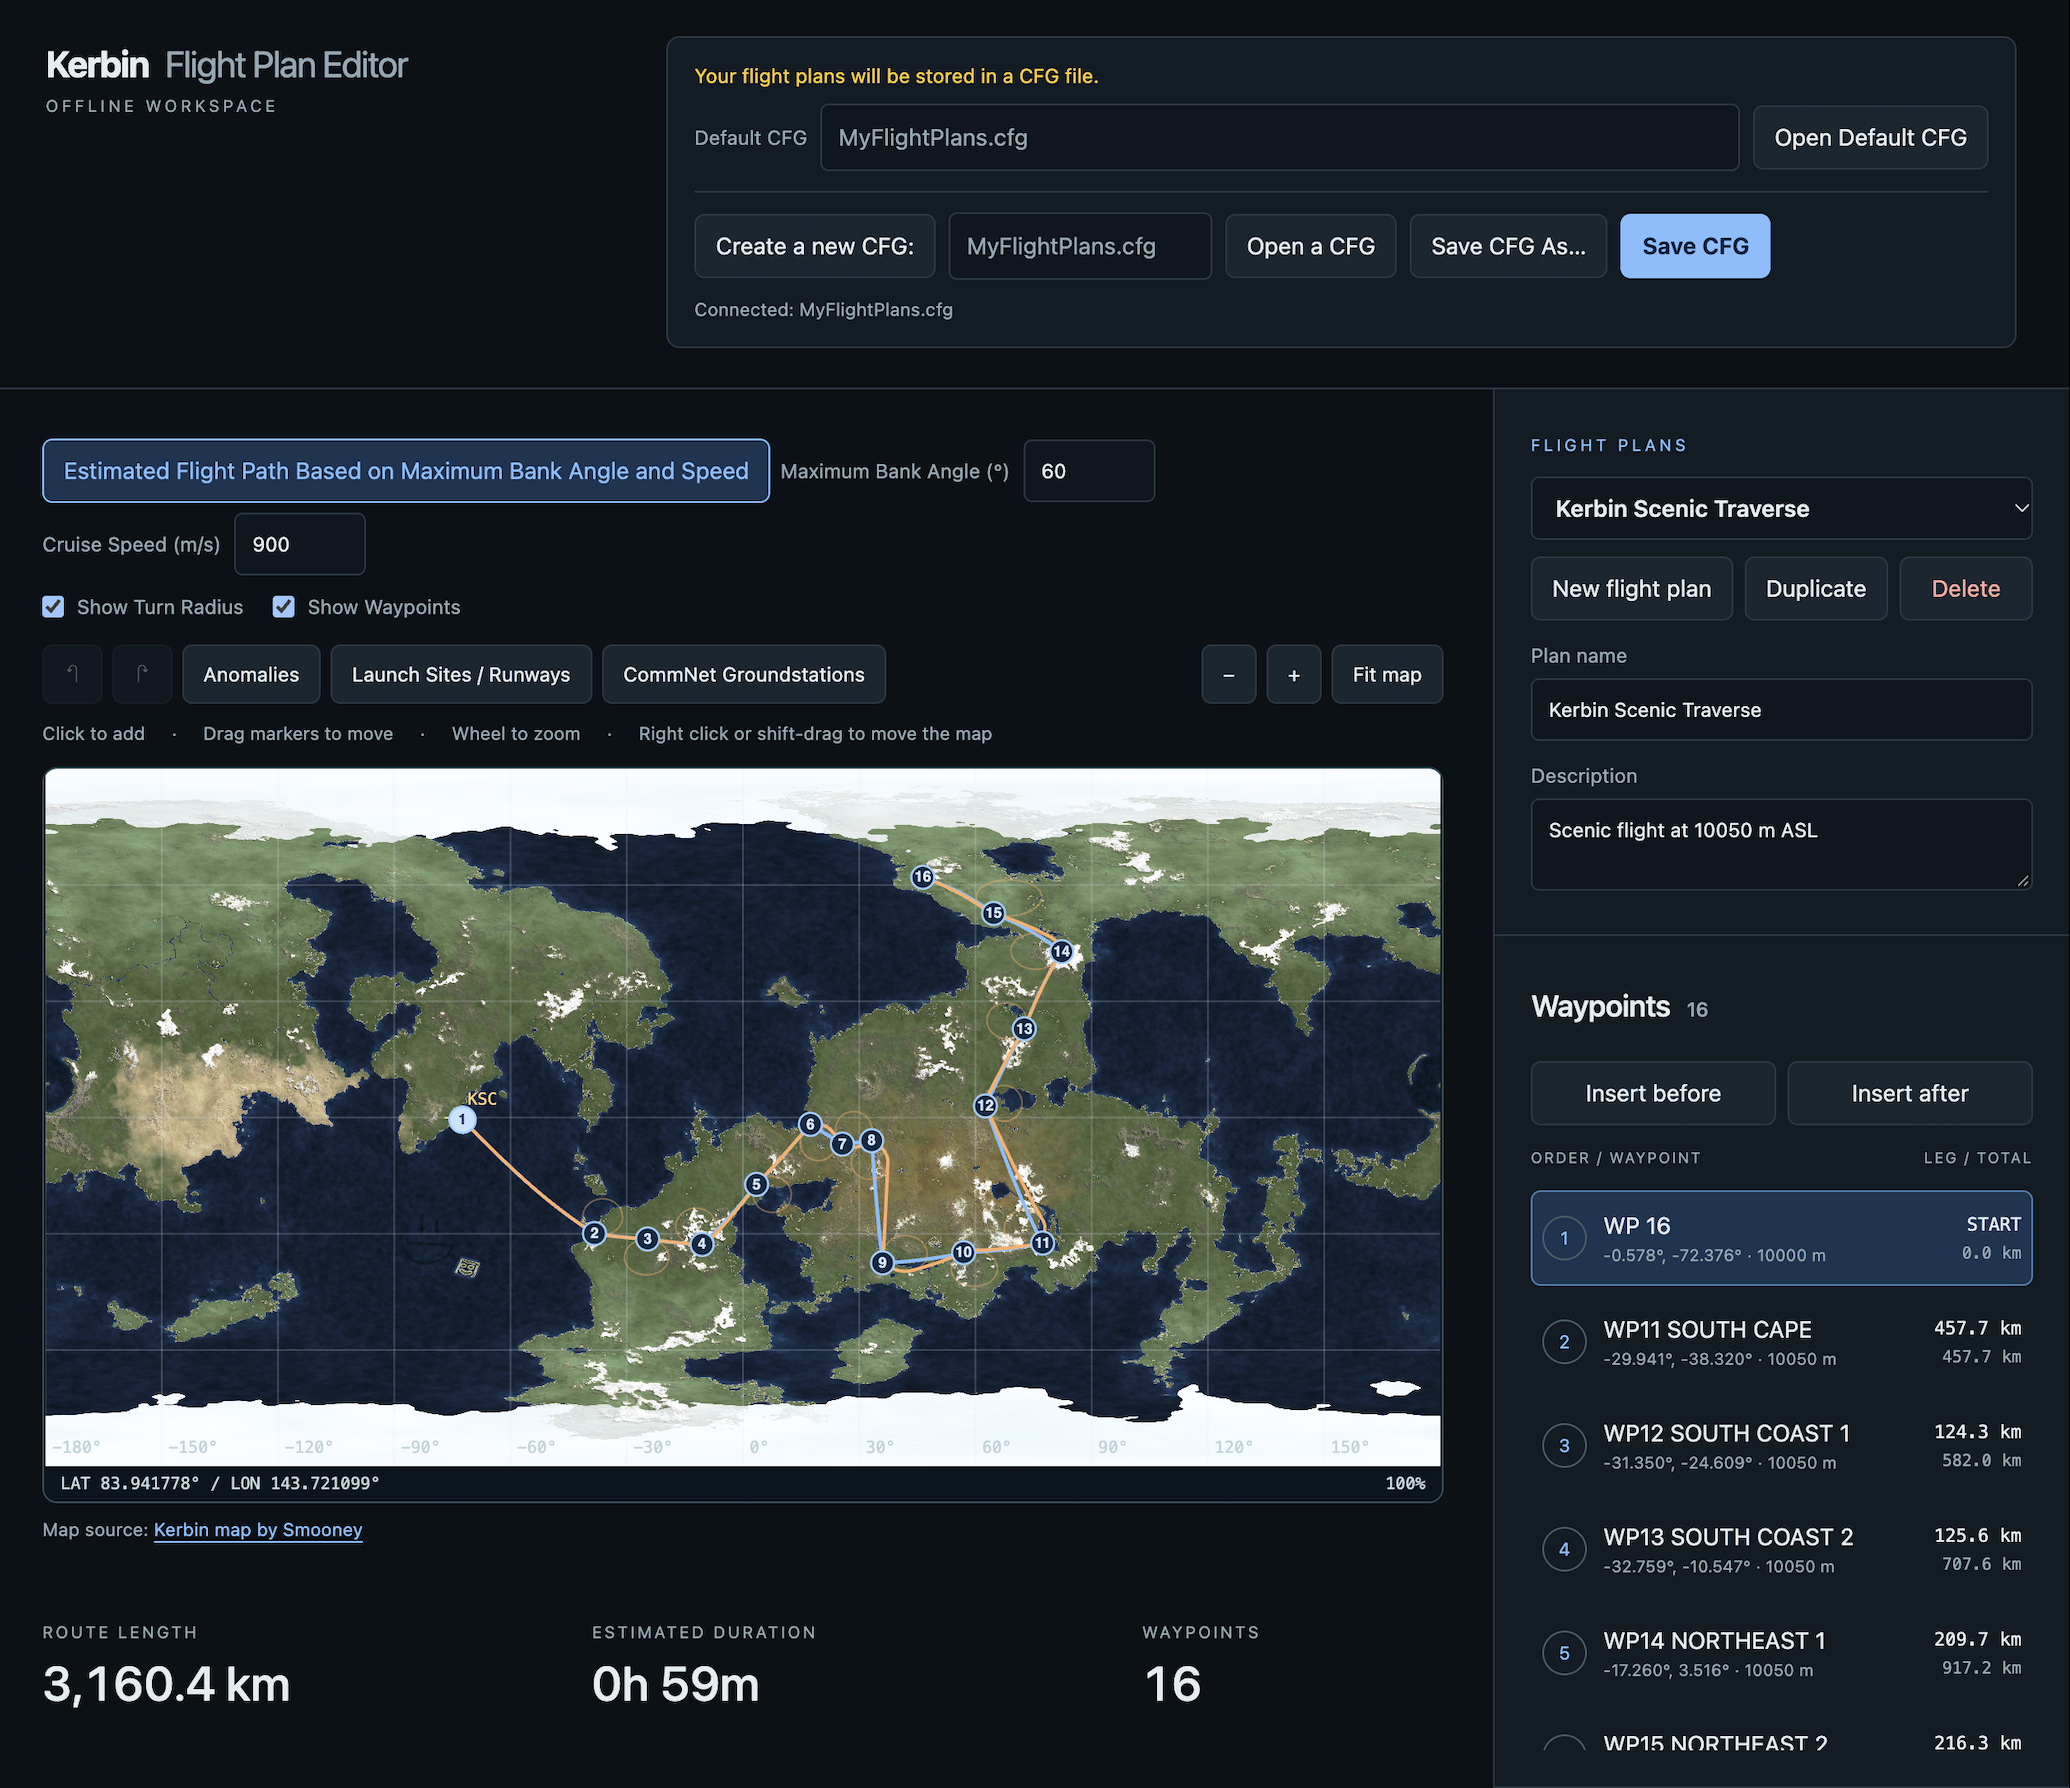 Kerbin Flight Plan Editor
OFFLINE WORKSPACE
Your flight plans will be stored in a CFG file.
Default CFG MyFlightPlans.cfg Open Default CFG
Create a new CFG: MyFlightPlans.cfg Open a CFG Save CFG As... Save CFG
Connected: MyFlightPlans.cfg
Estimated Flight Path Based on Maximum Bank Angle and Speed Maximum Bank Angle (°) 60
Cruise Speed (m/s) 900
Show Turn Radius Show Waypoints
Anomalies Launch Sites / Runways CommNet Groundstations − + Fit map
Click to add · Drag markers to move · Wheel to zoom · Right click or shift-drag to move the map
16
15
14
13
KSC
12
1
6
7
8
5
2
3
4
11
10
9
−180° −150° −120° −90° −60° −30° 0° 30° 60° 90° 120° 150°
LAT 83.941778° / LON 143.721099° 100%
Map source: Kerbin map by Smooney
ROUTE LENGTH ESTIMATED DURATION WAYPOINTS
3,160.4 km 0h 59m 16
FLIGHT PLANS
Kerbin Scenic Traverse
New flight plan Duplicate Delete
Plan name
Kerbin Scenic Traverse
Description
Scenic flight at 10050 m ASL
Waypoints 16
Insert before Insert after
ORDER / WAYPOINT LEG / TOTAL
1 WP 16 START
-0.578°, -72.376° · 10000 m 0.0 km
2 WP11 SOUTH CAPE 457.7 km
-29.941°, -38.320° · 10050 m 457.7 km
3 WP12 SOUTH COAST 1 124.3 km
-31.350°, -24.609° · 10050 m 582.0 km
4 WP13 SOUTH COAST 2 125.6 km
-32.759°, -10.547° · 10050 m 707.6 km
5 WP14 NORTHEAST 1 209.7 km
-17.260°, 3.516° · 10050 m 917.2 km
WP15 NORTHEAST 2 216.3 km